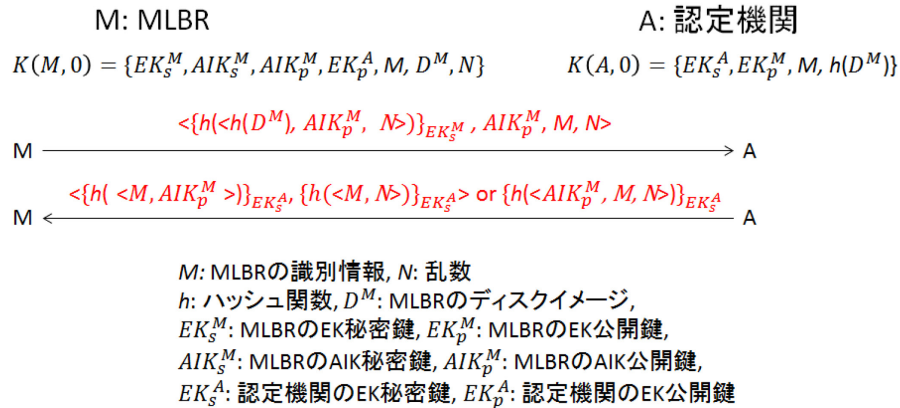 M: MLBR A: 認定機関
K(M,0) = {EK_s^M, AIK_s^M, AIK_p^M, EK_p^A, M, D^M, N} K(A,0) = {EK_s^A, EK_p^M, M, h(D^M)}
<{h(<h(D^M), AIK_p^M, N>)}_{EK_s^M}, AIK_p^M, M, N>
M A
<{h( <M, AIK_p^M >)}_{EK_s^A}, {h(<M, N>)}_{EK_s^A}> or {h(<AIK_p^M, M, N>)}_{EK_s^A}
M A
M: MLBRの識別情報, N: 乱数
h: ハッシュ関数, D^M: MLBRのディスクイメージ,
EK_s^M: MLBRのEK秘密鍵, EK_p^M: MLBRのEK公開鍵,
AIK_s^M: MLBRのAIK秘密鍵, AIK_p^M: MLBRのAIK公開鍵,
EK_s^A: 認定機関のEK秘密鍵, EK_p^A: 認定機関のEK公開鍵